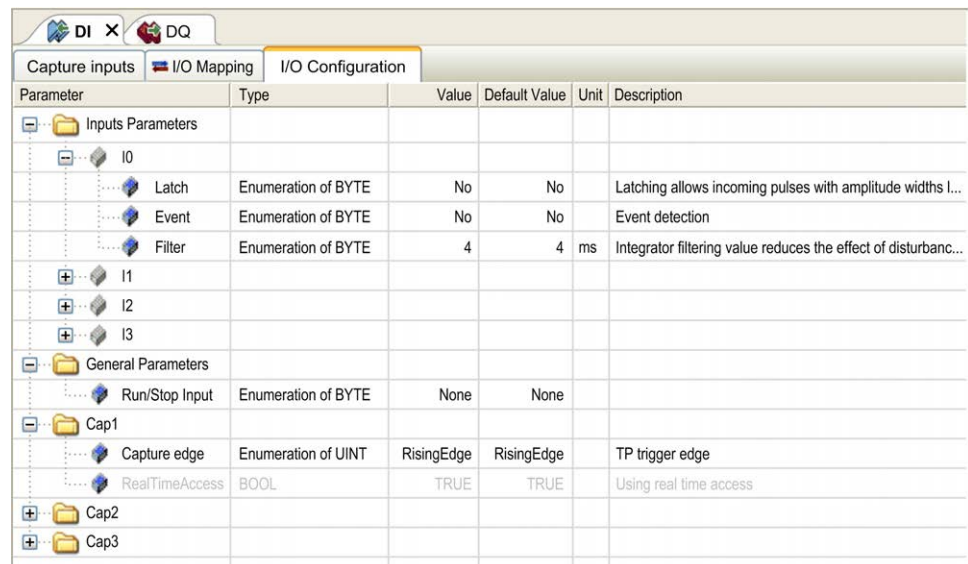 DI X DQ
Capture inputs I/O Mapping I/O Configuration
Parameter Type Value Default Value Unit Description
Inputs Parameters
I0
Latch Enumeration of BYTE No No Latching allows incoming pulses with amplitude widths l...
Event Enumeration of BYTE No No Event detection
Filter Enumeration of BYTE 4 4 ms Integrator filtering value reduces the effect of disturbanc...
I1
I2
I3
General Parameters
Run/Stop Input Enumeration of BYTE None None
Cap1
Capture edge Enumeration of UINT RisingEdge RisingEdge TP trigger edge
RealTimeAccess BOOL TRUE TRUE Using real time access
Cap2
Cap3